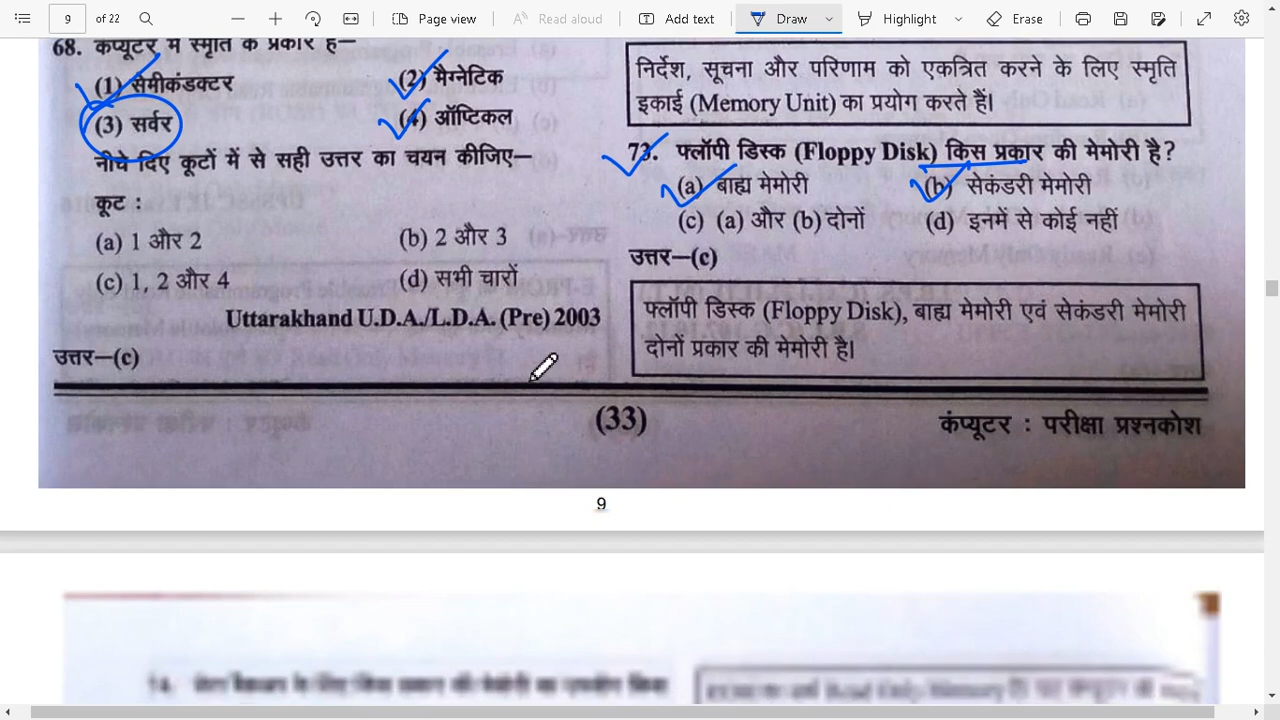 9
of 22
Page view
Read aloud
Add text
Draw
Highlight
Erase
68. कंप्यूटर में स्मृति के प्रकार हैं—
(1) सेमीकंडक्टर
(2) मैग्नेटिक
(3) सर्वर
(4) ऑप्टिकल
नीचे दिए कूटों में से सही उत्तर का चयन कीजिए—
कूट :
(a) 1 और 2
(b) 2 और 3
(c) 1, 2 और 4
(d) सभी चारों
Uttarakhand U.D.A./L.D.A. (Pre) 2003
उत्तर—(c)
निर्देश, सूचना और परिणाम को एकत्रित करने के लिए स्मृति
इकाई (Memory Unit) का प्रयोग करते हैं।
73. फ्लॉपी डिस्क (Floppy Disk) किस प्रकार की मेमोरी है?
(a) बाह्य मेमोरी
(b) सेकंडरी मेमोरी
(c) (a) और (b) दोनों
(d) इनमें से कोई नहीं
उत्तर—(c)
फ्लॉपी डिस्क (Floppy Disk), बाह्य मेमोरी एवं सेकंडरी मेमोरी
दोनों प्रकार की मेमोरी है।
(33)
कंप्यूटर : परीक्षा प्रश्नकोश
9